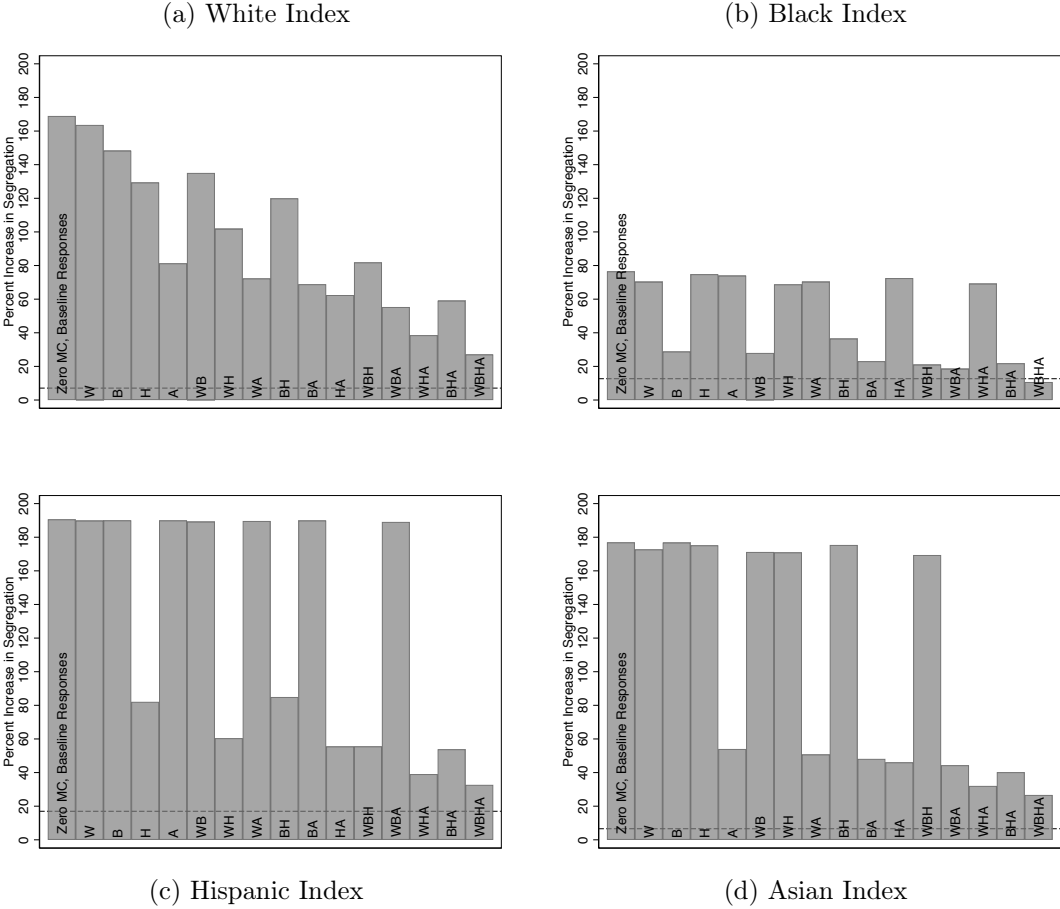 (a) White Index
(b) Black Index
Percent Increase in Segregation
0 20 40 60 80 100 120 140 160 180 200
Zero MC, Baseline Responses
W
B
H
A
WB
WH
WA
BH
BA
HA
WBH
WBA
WHA
BHA
WBHA
Percent Increase in Segregation
0 20 40 60 80 100 120 140 160 180 200
Zero MC, Baseline Responses
W
B
H
A
WB
WH
WA
BH
BA
HA
WBH
WBA
WHA
BHA
WBHA
Percent Increase in Segregation
0 20 40 60 80 100 120 140 160 180 200
Zero MC, Baseline Responses
W
B
H
A
WB
WH
WA
BH
BA
HA
WBH
WBA
WHA
BHA
WBHA
Percent Increase in Segregation
0 20 40 60 80 100 120 140 160 180 200
Zero MC, Baseline Responses
W
B
H
A
WB
WH
WA
BH
BA
HA
WBH
WBA
WHA
BHA
WBHA
(c) Hispanic Index
(d) Asian Index